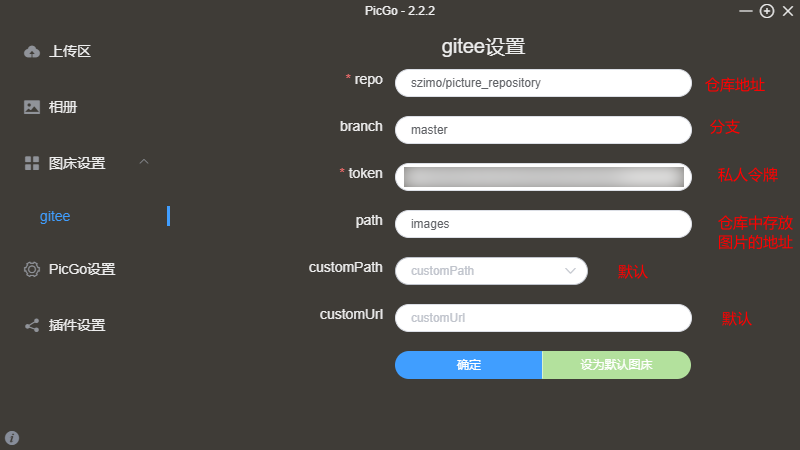 PicGo - 2.2.2
上传区
相册
图床设置
gitee
PicGo设置
插件设置
gitee设置
* repo
szimo/picture_repository
仓库地址
branch
master
分支
* token
私人令牌
path
images
仓库中存放
图片的地址
customPath
customPath
默认
customUrl
customUrl
默认
确定
设为默认图床